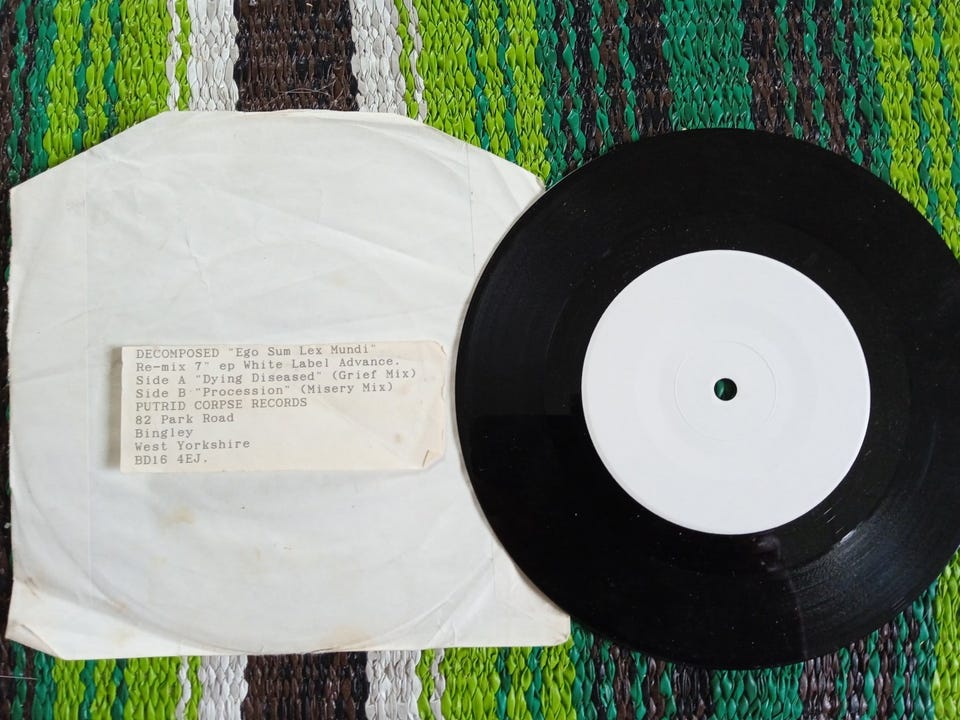 DECOMPOSED "Ego Sum Lex Mundi"
Re-mix 7" ep White Label Advance.
Side A "Dying Diseased" (Grief Mix)
Side B "Procession" (Misery Mix)
PUTRID CORPSE RECORDS
82 Park Road
Bingley
West Yorkshire
BD16 4EJ.